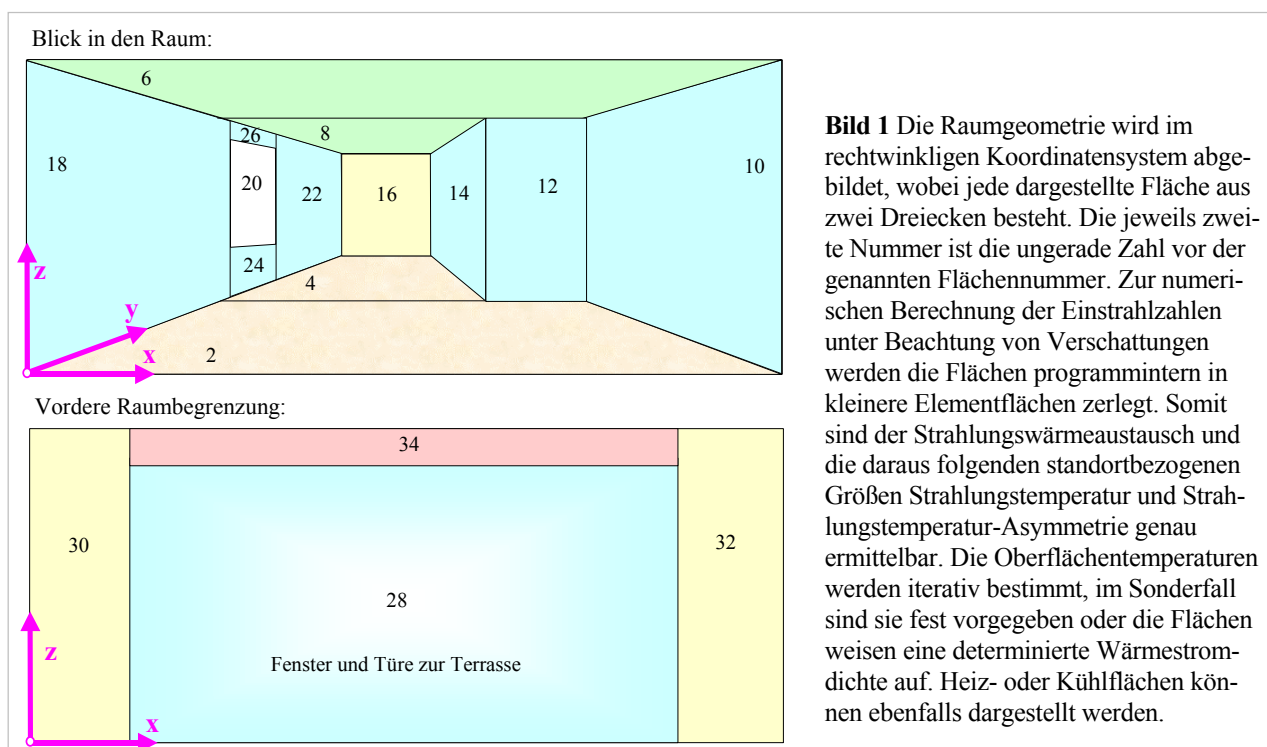 Blick in den Raum:
6
26
8
18
20
22
16
14
12
10
24
4
z
y
x
2
Vordere Raumbegrenzung:
34
30
32
28
Fenster und Türe zur Terrasse
z
x
Bild 1 Die Raumgeometrie wird im
rechtwinkligen Koordinatensystem abge-
bildet, wobei jede dargestellte Fläche aus
zwei Dreiecken besteht. Die jeweils zwei-
te Nummer ist die ungerade Zahl vor der
genannten Flächennummer. Zur numeri-
schen Berechnung der Einstrahlzahlen
unter Beachtung von Verschattungen
werden die Flächen programmintern in
kleinere Elementflächen zerlegt. Somit
sind der Strahlungswärmeaustausch und
die daraus folgenden standortbezogenen
Größen Strahlungstemperatur und Strah-
lungstemperatur-Asymmetrie genau
ermittelbar. Die Oberflächentemperaturen
werden iterativ bestimmt, im Sonderfall
sind sie fest vorgegeben oder die Flächen
weisen eine determinierte Wärmestrom-
dichte auf. Heiz- oder Kühlflächen kön-
nen ebenfalls dargestellt werden.